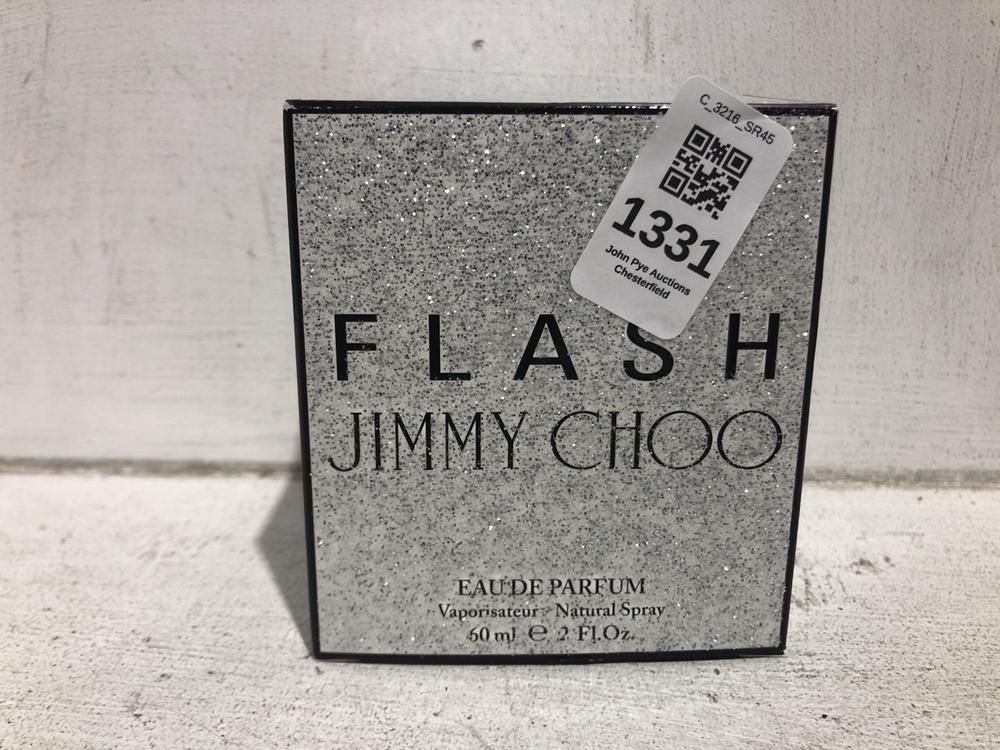 C_3216_SR45
1331
John Pye Auctions
Chesterfield
FLASH
JIMMY CHOO
EAU DE PARFUM
Vaporisateur - Natural Spray
60 ml ℮ 2 Fl.Oz.